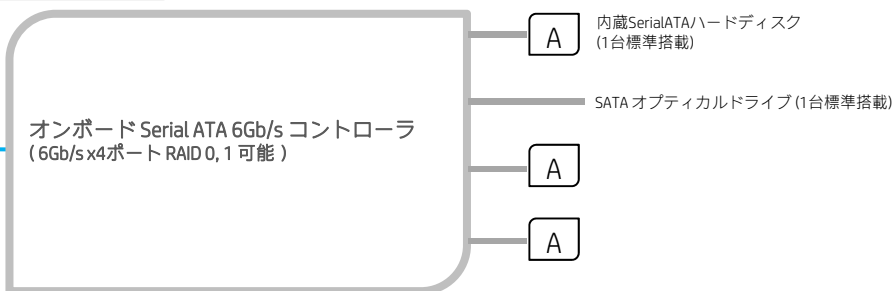 A
内蔵SerialATAハードディスク
(1台標準搭載)
SATA オプティカルドライブ (1台標準搭載)
オンボード Serial ATA 6Gb/s コントローラ
( 6Gb/s x4ポート RAID 0, 1 可能 )
A
A